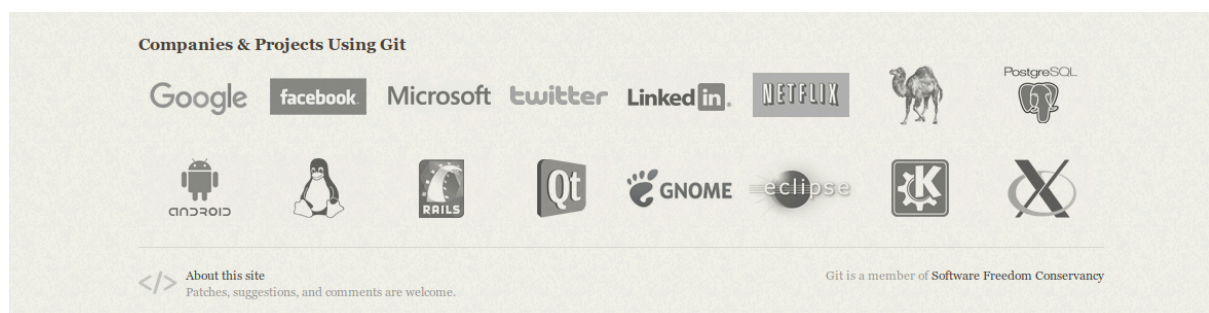 Companies & Projects Using Git
Google facebook Microsoft twitter Linked in. NETFLIX PostgreSQL
ANDROID RAILS Qt GNOME eclipse K X
</> About this site
Git is a member of Software Freedom Conservancy
Patches, suggestions, and comments are welcome.